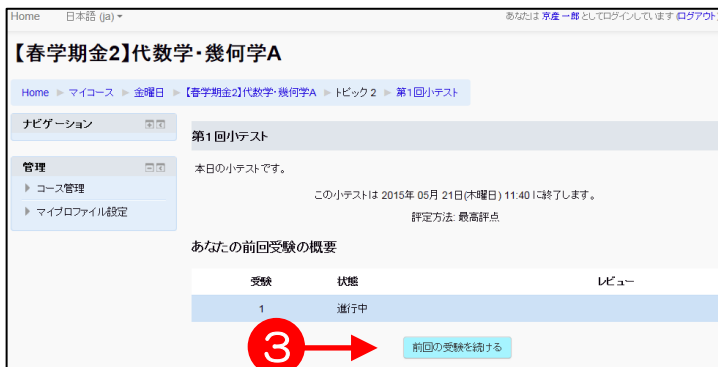 Home 日本語 (ja) あなたは 京産 一郎 としてログインしています (ログアウト)
【春学期金2】代数学・幾何学A
Home ▶ マイコース ▶ 金曜日 ▶ 【春学期金2】代数学・幾何学A ▶ トピック 2 ▶ 第1回小テスト
ナビゲーション
第1回小テスト
管理
本日の小テストです。
コース管理
この小テストは 2015年 05月 21日(木曜日) 11:40 に終了します。
マイプロファイル設定
評定方法: 最高評点
あなたの前回受験の概要
受験 状態 レビュー
1 進行中
3 前回の受験を続ける